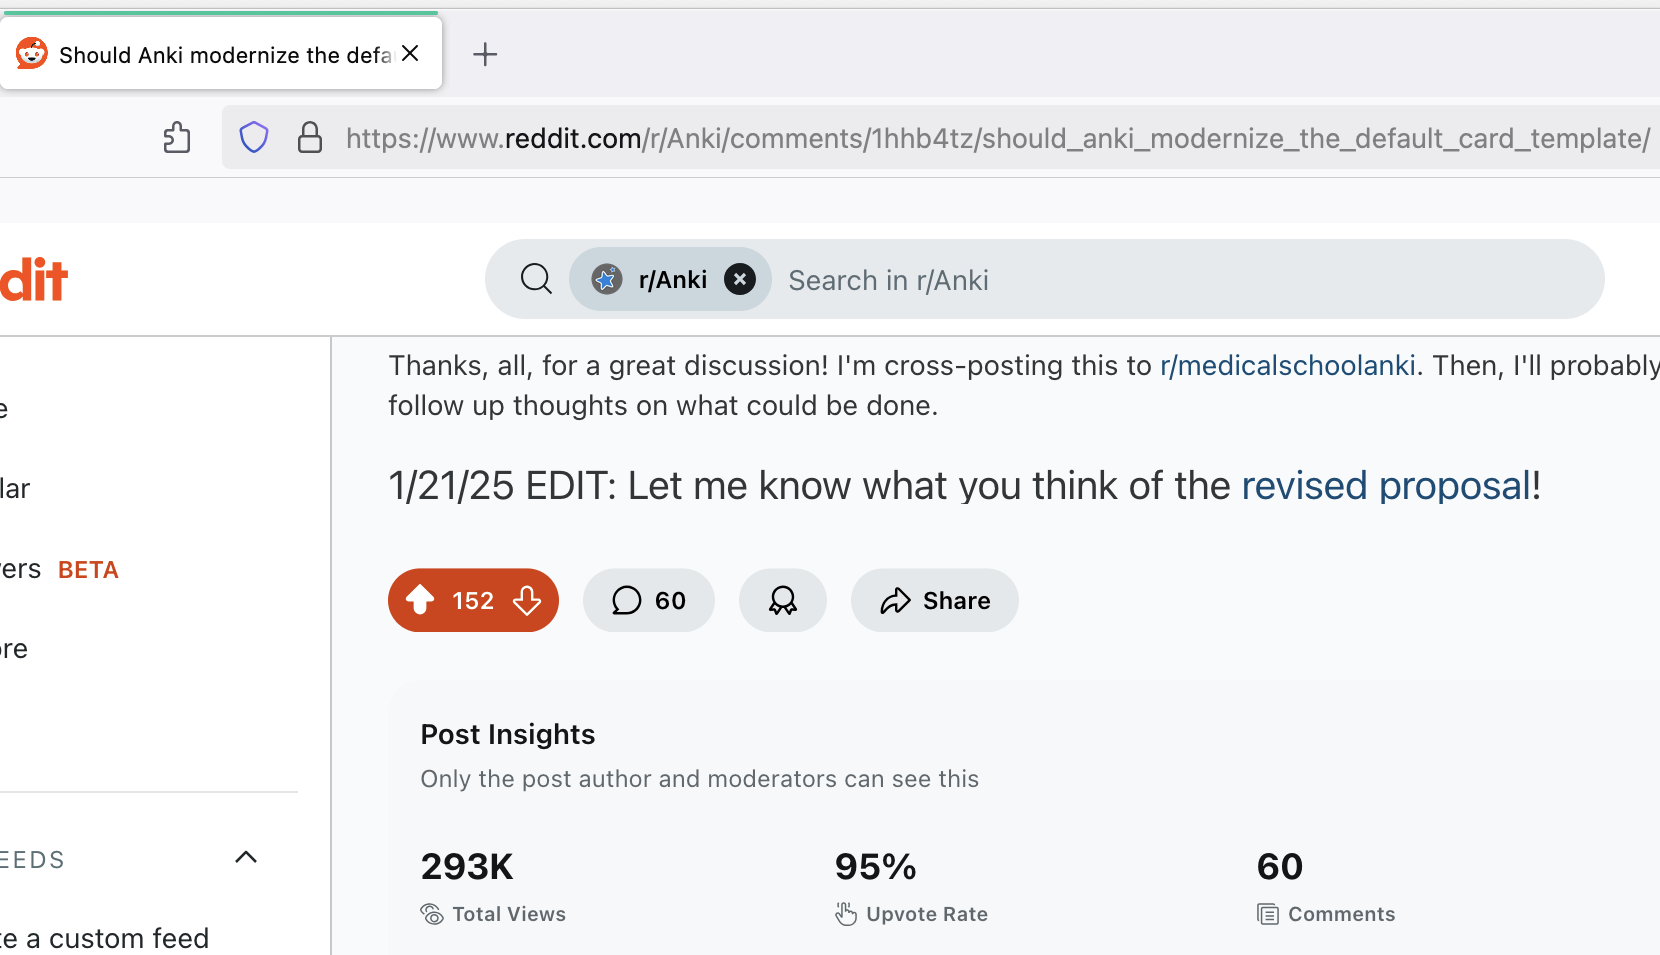 Should Anki modernize the defa
https://www.reddit.com/r/Anki/comments/1hhb4tz/should_anki_modernize_the_default_card_template/
dit
r/Anki
Search in r/Anki
Thanks, all, for a great discussion! I'm cross-posting this to r/medicalschoolanki. Then, I'll probably
follow up thoughts on what could be done.
e
lar
1/21/25 EDIT: Let me know what you think of the revised proposal!
ers BETA
152
60
Share
re
Post Insights
Only the post author and moderators can see this
EEDS
293K
95%
60
Total Views
Upvote Rate
Comments
te a custom feed